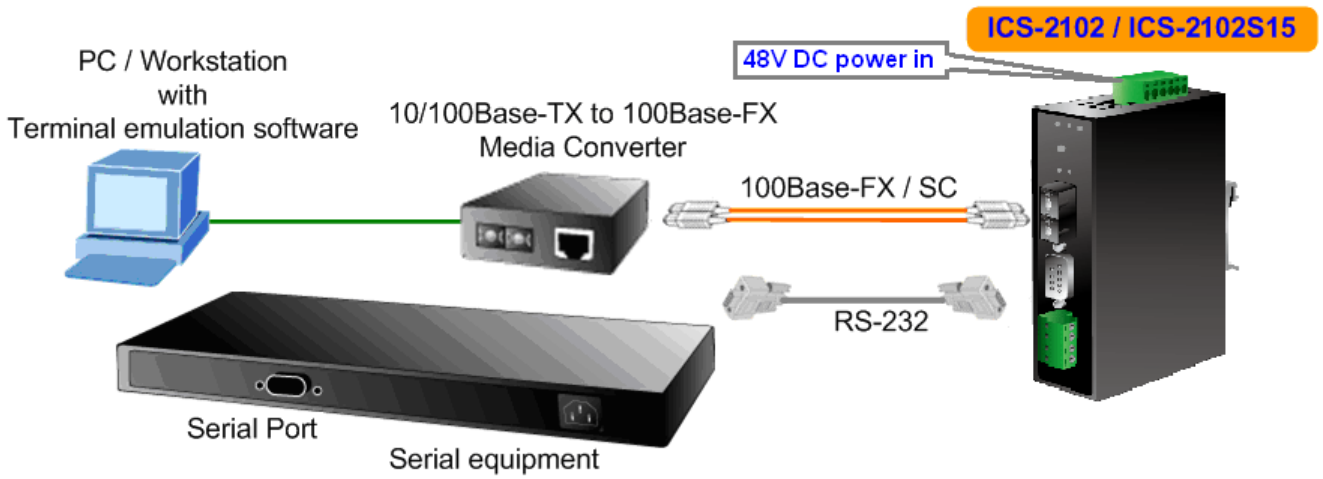 ICS-2102 / ICS-2102S15
48V DC power in
PC / Workstation
with
Terminal emulation software
10/100Base-TX to 100Base-FX
Media Converter
100Base-FX / SC
RS-232
Serial Port
Serial equipment